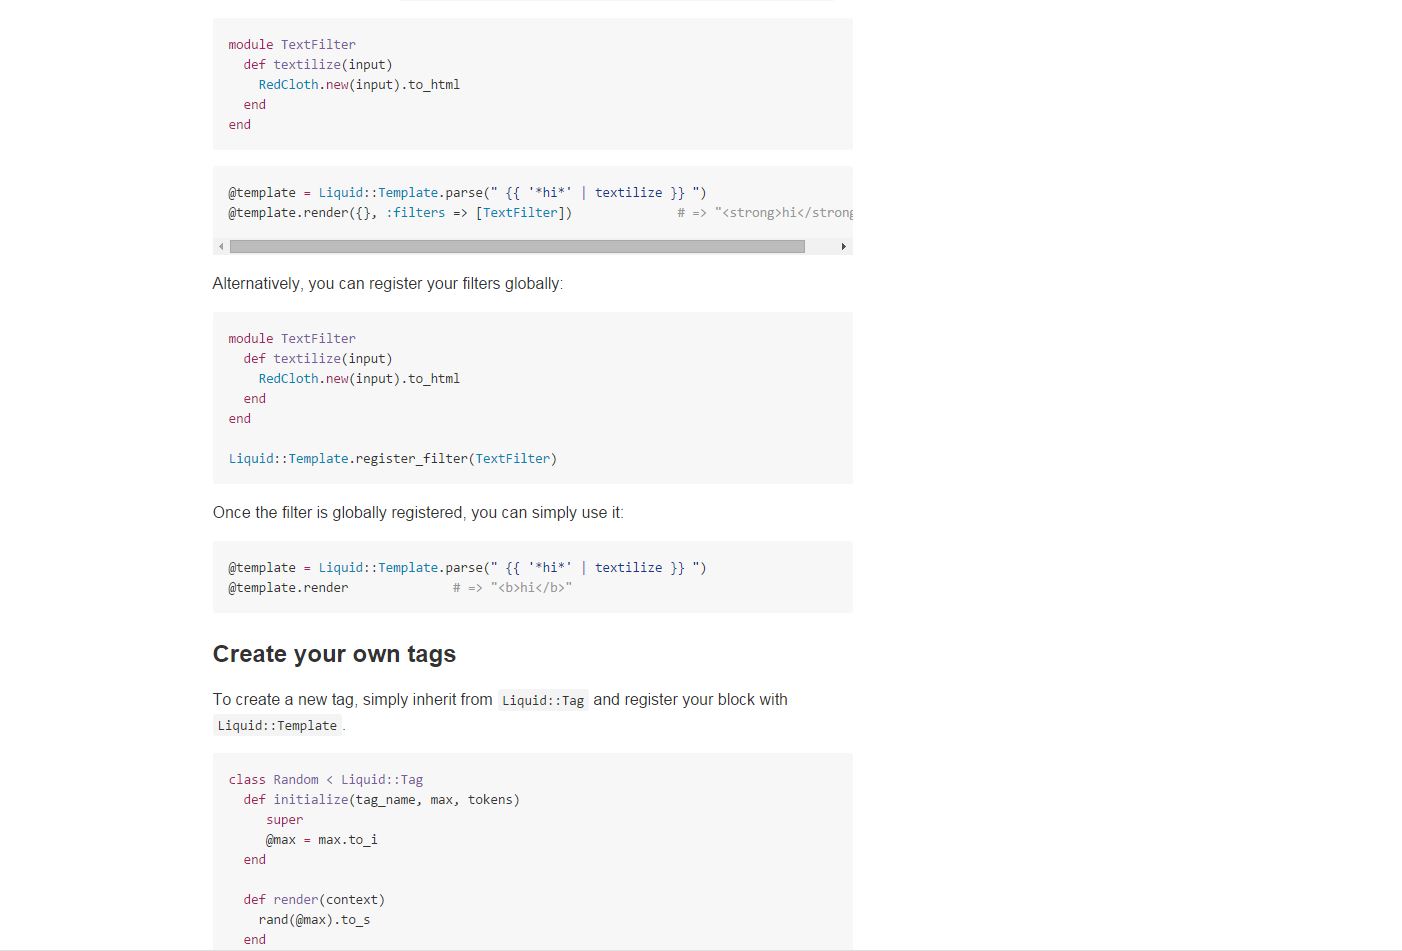 module TextFilter
  def textilize(input)
    RedCloth.new(input).to_html
  end
end
@template = Liquid::Template.parse(" {{ '*hi*' | textilize }} ")
@template.render({}, :filters => [TextFilter])              # => "<strong>hi</strong
Alternatively, you can register your filters globally:
module TextFilter
  def textilize(input)
    RedCloth.new(input).to_html
  end
end
Liquid::Template.register_filter(TextFilter)
Once the filter is globally registered, you can simply use it:
@template = Liquid::Template.parse(" {{ '*hi*' | textilize }} ")
@template.render              # => "<b>hi</b>"
Create your own tags
To create a new tag, simply inherit from Liquid::Tag and register your block with
Liquid::Template.
class Random < Liquid::Tag
  def initialize(tag_name, max, tokens)
     super
     @max = max.to_i
  end
  def render(context)
    rand(@max).to_s
  end